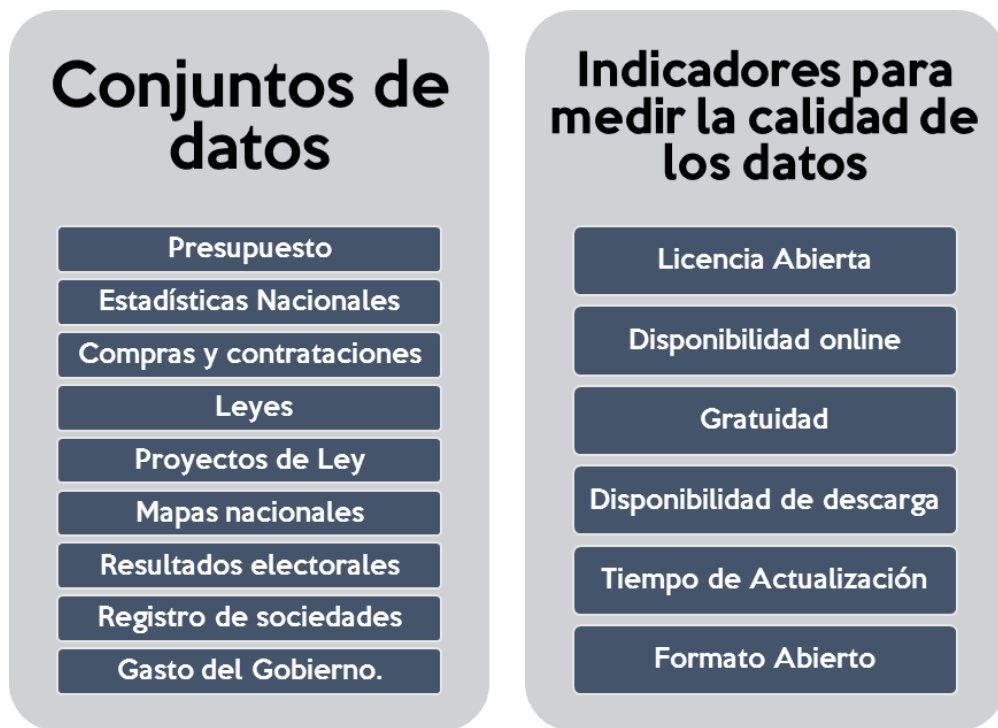 Conjuntos de
datos
Presupuesto
Estadísticas Nacionales
Compras y contrataciones
Leyes
Proyectos de Ley
Mapas nacionales
Resultados electorales
Registro de sociedades
Gasto del Gobierno.
Indicadores para
medir la calidad de
los datos
Licencia Abierta
Disponibilidad online
Gratuidad
Disponibilidad de descarga
Tiempo de Actualización
Formato Abierto